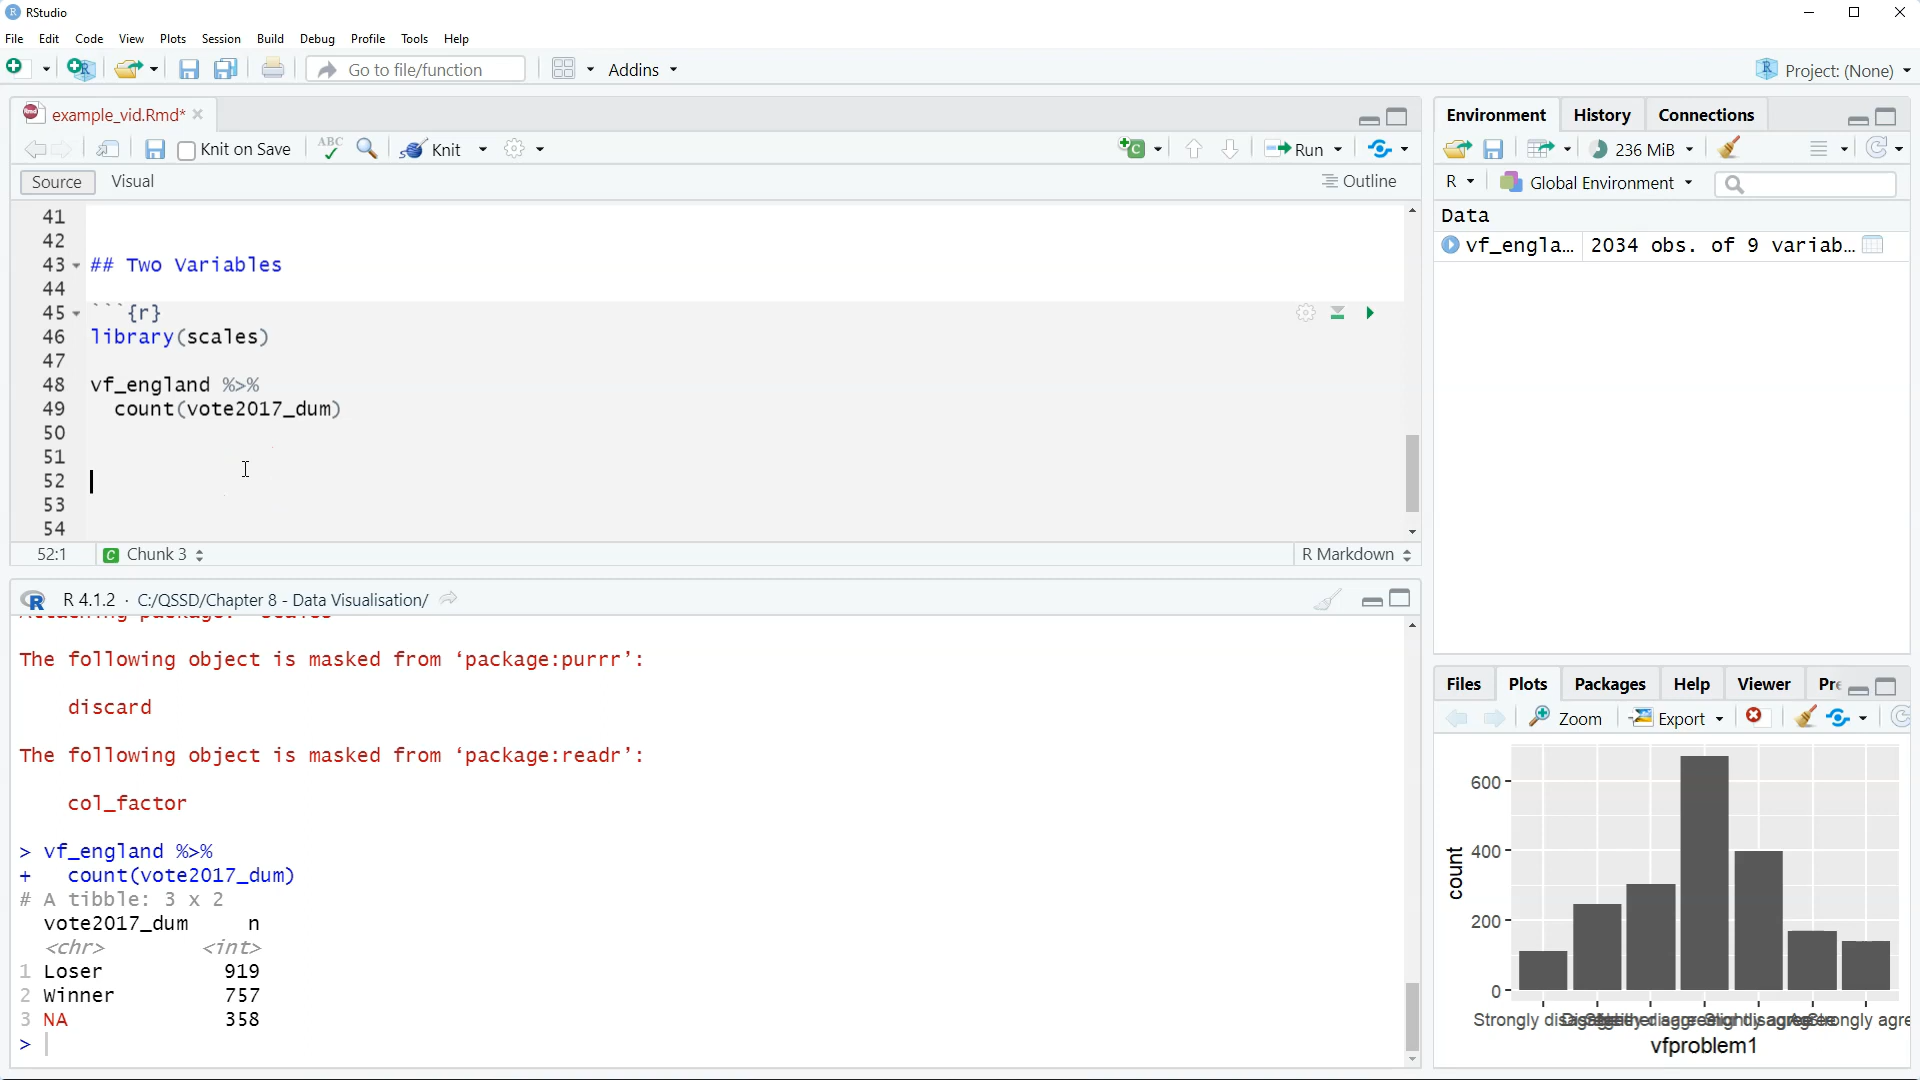 RStudio
File Edit Code View Plots Session Build Debug Profile Tools Help
Go to file/function Addins Project: (None)
example_vid.Rmd*
Knit on Save ABC Knit Run
Source Visual Outline
41
42
43 ## Two Variables
44
45 ```{r}
46 library(scales)
47
48 vf_england %>%
49 count(vote2017_dum)
50
51
52
53
54
52:1 C Chunk 3 R Markdown
R 4.1.2 · C:/QSSD/Chapter 8 - Data Visualisation/
The following object is masked from ‘package:purrr’:
discard
The following object is masked from ‘package:readr’:
col_factor
> vf_england %>%
+ count(vote2017_dum)
# A tibble: 3 x 2
vote2017_dum n
<chr> <int>
1 Loser 919
2 Winner 757
3 NA 358
>
Environment History Connections
236 MiB
R Global Environment
Data
vf_engla… 2034 obs. of 9 variab…
Files Plots Packages Help Viewer Pr
Zoom Export
600
400
200
0
count
Strongly
vfproblem1